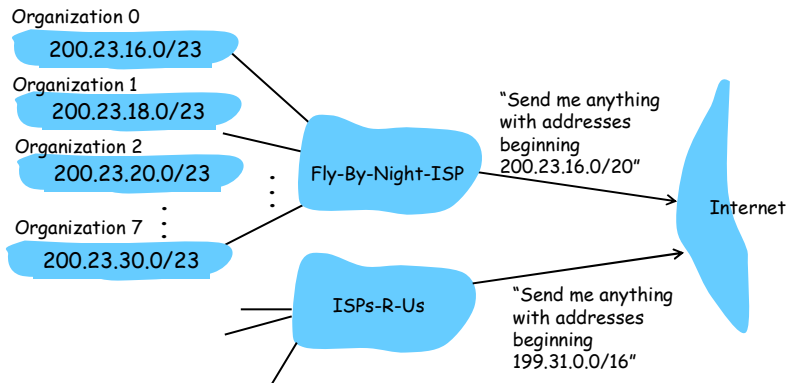 Organization 0
200.23.16.0/23
Organization 1
200.23.18.0/23
Organization 2
200.23.20.0/23
Organization 7
200.23.30.0/23
Fly-By-Night-ISP
“Send me anything
with addresses
beginning
200.23.16.0/20”
Internet
ISPs-R-Us
“Send me anything
with addresses
beginning
199.31.0.0/16”